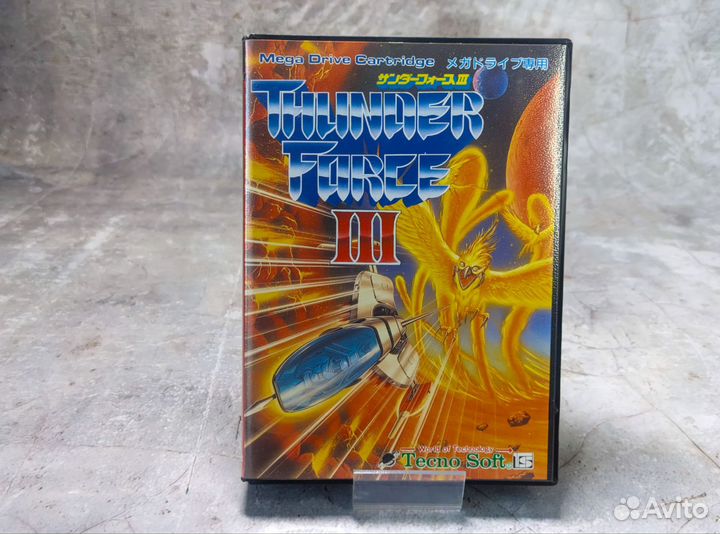 Mega Drive Cartridge メガドライブ専用
サンダーフォースIII
THUNDER
FORCE
III
World of Technology
Tecno Soft
Avito